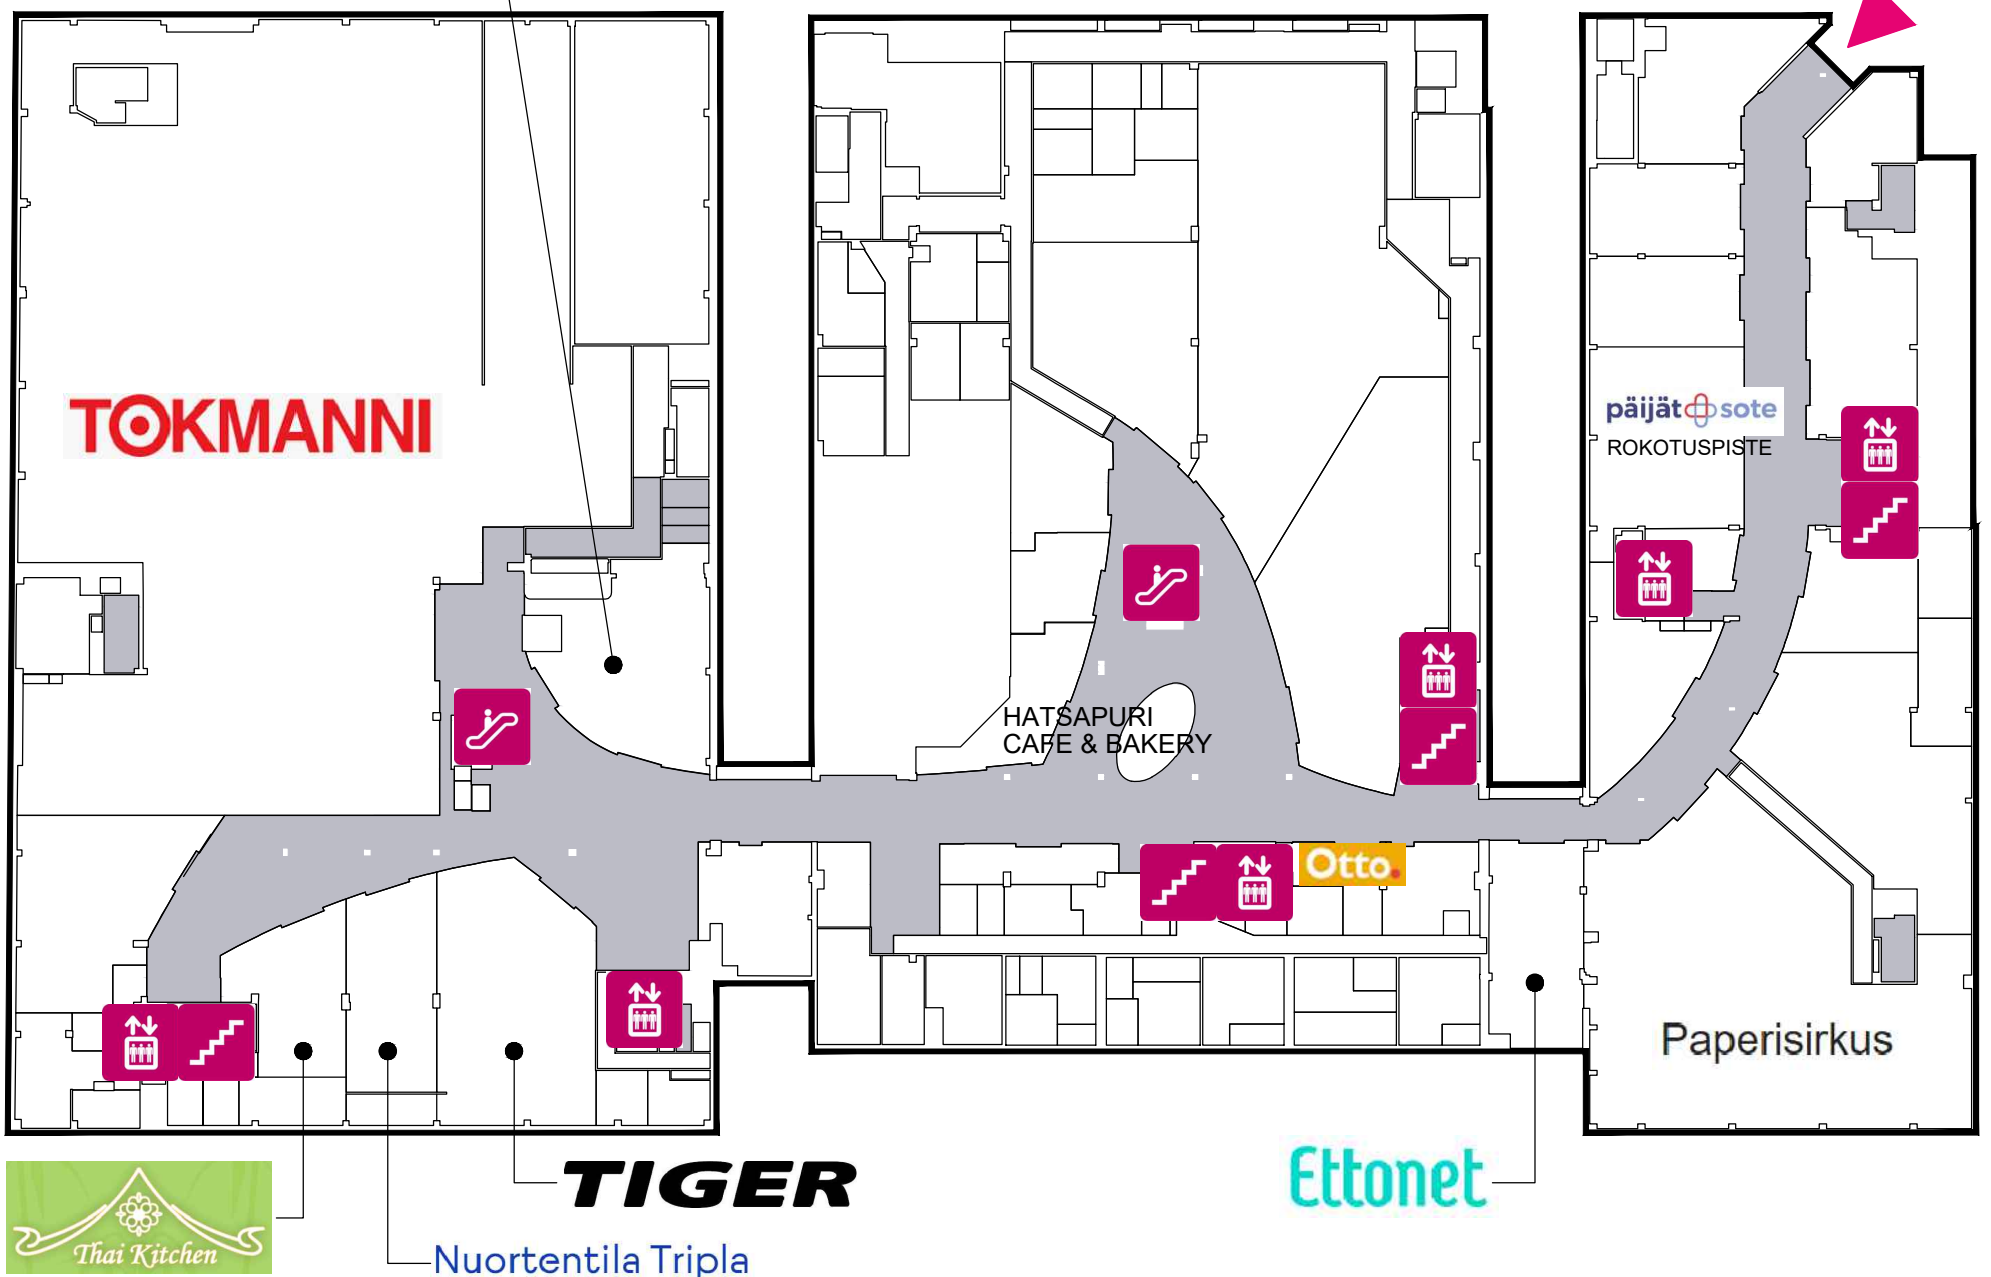 TOKMANNI
päijät sote
ROKOTUSPISTE
HATSAPURI
CAFE & BAKERY
Otto.
Paperisirkus
TIGER
Ettonet
Thai Kitchen
Nuortentila Tripla